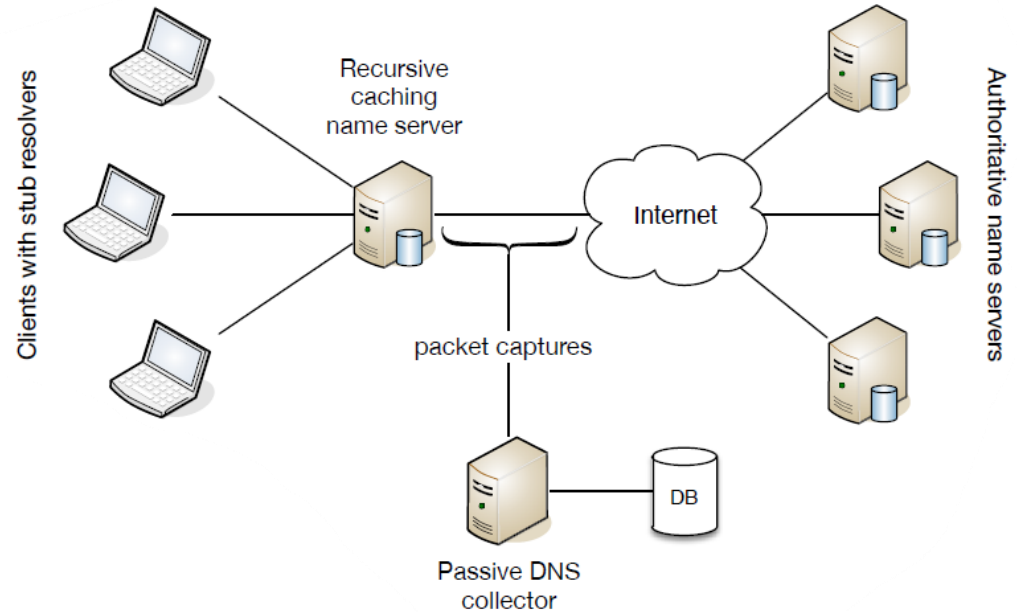 Clients with stub resolvers
Recursive
caching
name server
Internet
Authoritative name servers
packet captures
DB
Passive DNS
collector